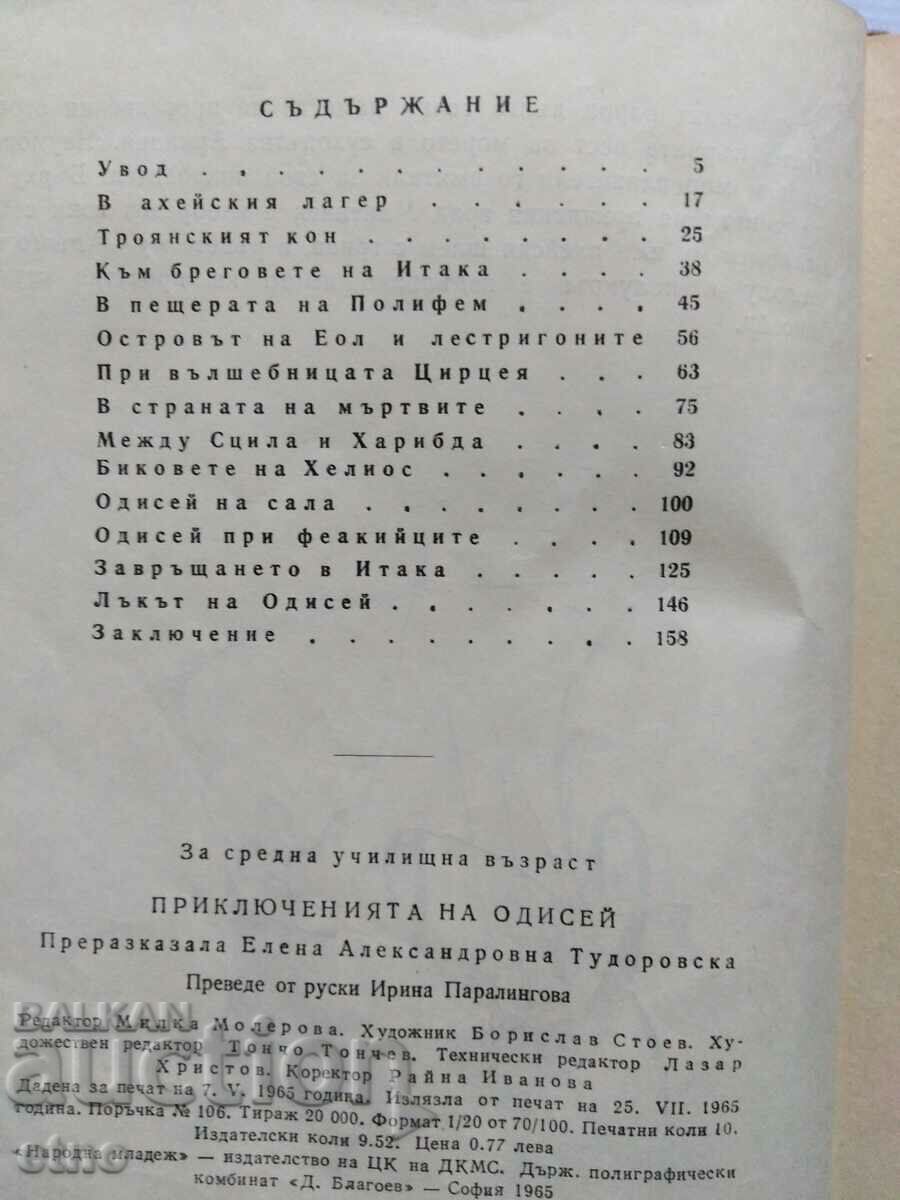 СЪДЪРЖАНИЕ
Увод . . . . . . . . . . . . 5
В ахейския лагер . . . . . . . 17
Троянският кон . . . . . . . . 25
Към бреговете на Итака . . . . 38
В пещерата на Полифем . . . . 45
Островът на Еол и лестригоните 56
При вълшебницата Цирцея . . . 63
В страната на мъртвите . . . . 75
Между Сцила и Харибда . . . . 83
Биковете на Хелиос . . . . . . 92
Одисей на сала . . . . . . . . 100
Одисей при феакийците . . . . 109
Завръщането в Итака . . . . . 125
Лъкът на Одисей . . . . . . . 146
Заключение . . . . . . . . . 158
За средна училищна възраст
ПРИКЛЮЧЕНИЯТА НА ОДИСЕЙ
Преразказала Елена Александровна Тудоровска
Преведе от руски Ирина Паралингова
Редактор Милка Молерова. Художник Борислав Стоев. Ху-
дожествен редактор Тончо Тончев. Технически редактор Лазар
Христов. Коректор Райна Иванова
Дадена за печат на 7. V. 1965 година. Излязла от печат на 25. VII. 1965
година. Поръчка № 106. Тираж 20 000. Формат 1/20 от 70/100. Печатни коли 10.
Издателски коли 9.52. Цена 0.77 лева
«Народна младеж» — издателство на ЦК на ДКМС. Държ. полиграфически
комбинат «Д. Благоев» — София 1965
BALKAN
auction
etno